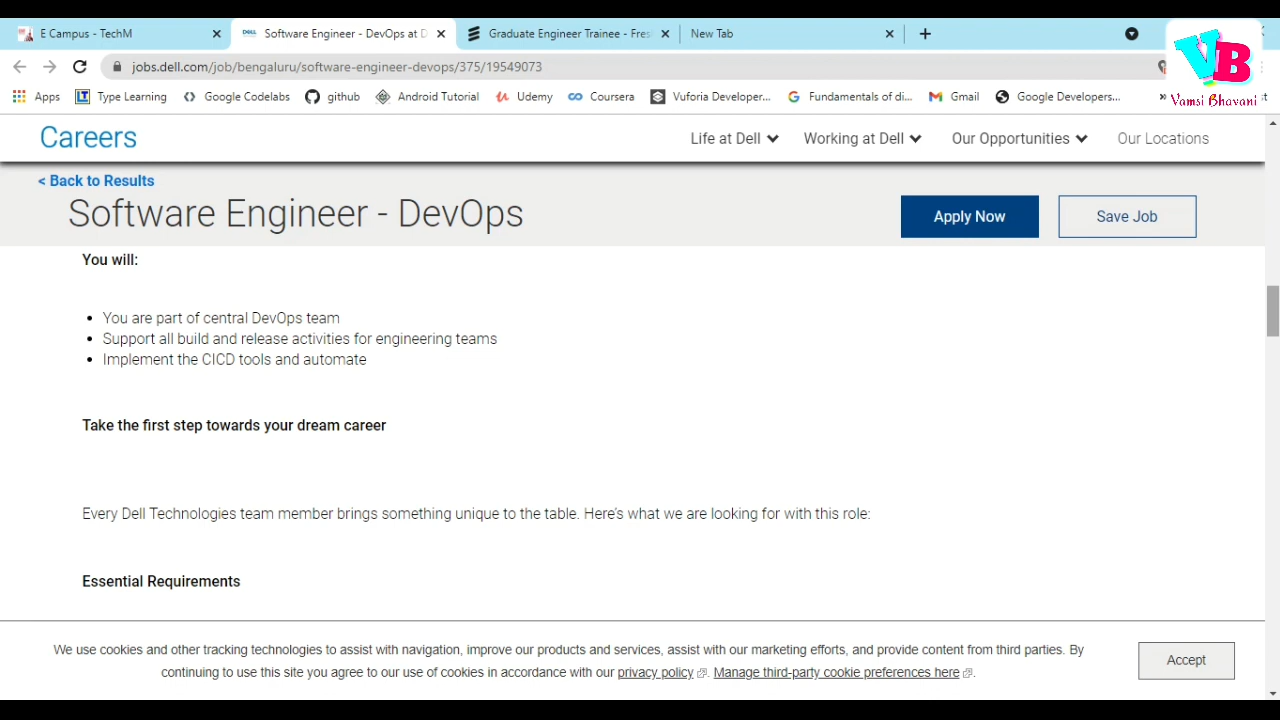 E Campus - TechM
DELL Software Engineer - DevOps at D
Graduate Engineer Trainee - Fres
New Tab
jobs.dell.com/job/bengaluru/software-engineer-devops/375/19549073
Apps
LT Type Learning
Google Codelabs
github
Android Tutorial
Udemy
Coursera
Vuforia Developer...
Fundamentals of di...
Gmail
Google Developers...
VB
Vamsi Bhavani
Careers
Life at Dell
Working at Dell
Our Opportunities
Our Locations
< Back to Results
Software Engineer - DevOps
Apply Now
Save Job
You will:
• You are part of central DevOps team
• Support all build and release activities for engineering teams
• Implement the CICD tools and automate
Take the first step towards your dream career
Every Dell Technologies team member brings something unique to the table. Here's what we are looking for with this role:
Essential Requirements
We use cookies and other tracking technologies to assist with navigation, improve our products and services, assist with our marketing efforts, and provide content from third parties. By
continuing to use this site you agree to our use of cookies in accordance with our privacy policy. Manage third-party cookie preferences here.
Accept